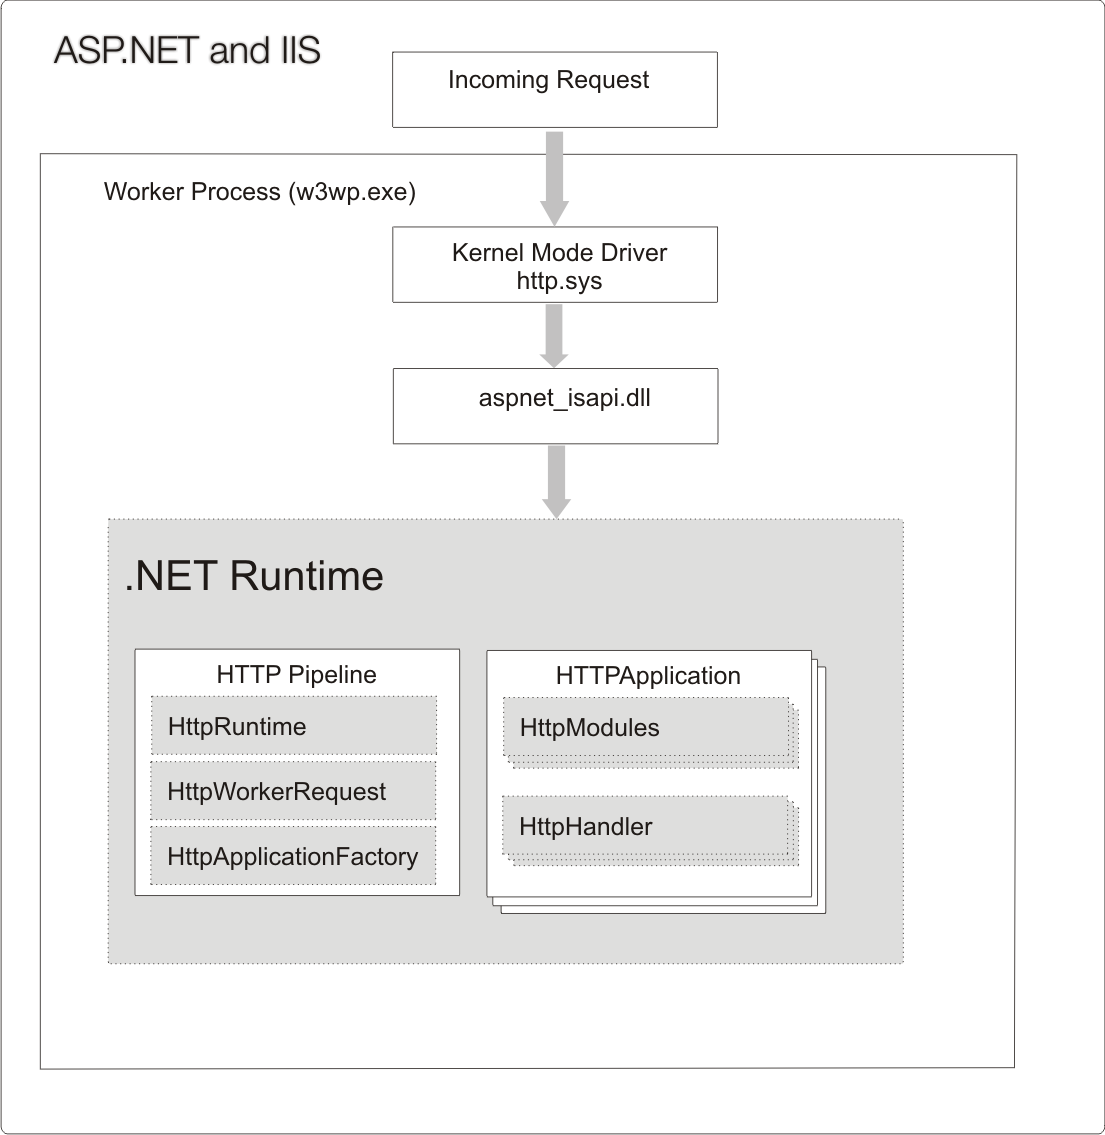 ASP.NET and IIS
Incoming Request
Worker Process (w3wp.exe)
Kernel Mode Driver
http.sys
aspnet_isapi.dll
.NET Runtime
HTTP Pipeline
HttpRuntime
HttpWorkerRequest
HttpApplicationFactory
HTTPApplication
HttpModules
HttpHandler